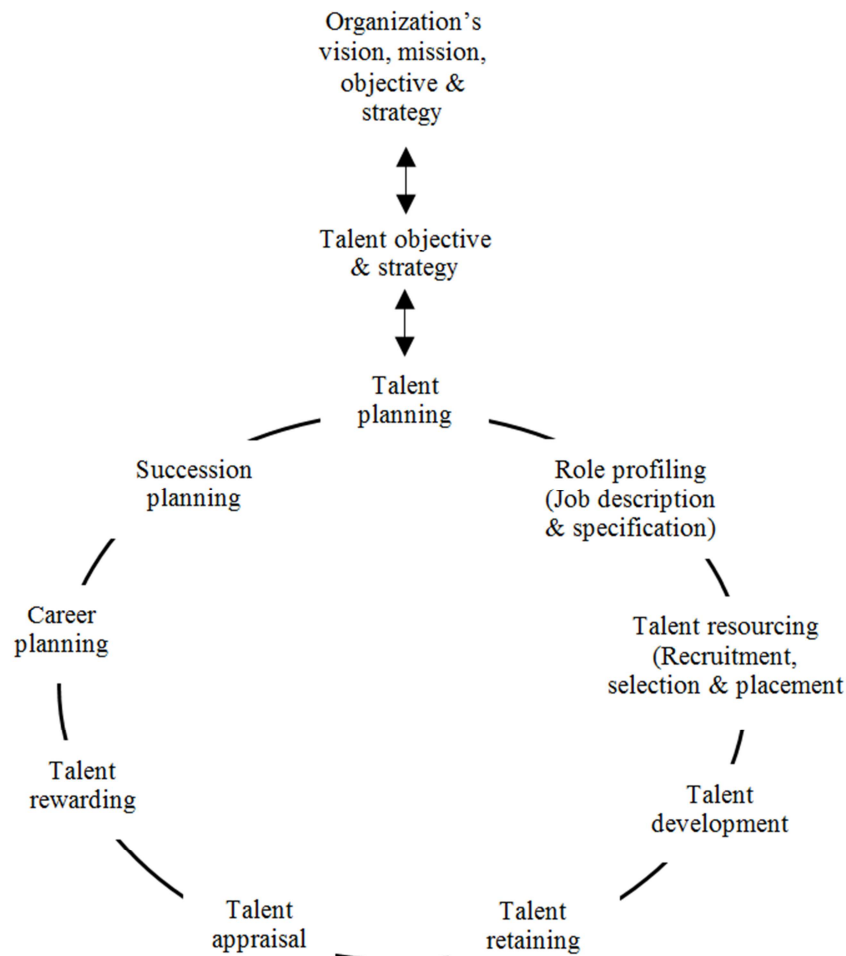 Organization's
vision, mission,
objective &
strategy
Talent objective
& strategy
Talent
planning
Role profiling
(Job description
& specification)
Talent resourcing
(Recruitment,
selection & placement
Talent
development
Talent
retaining
Talent
appraisal
Talent
rewarding
Career
planning
Succession
planning